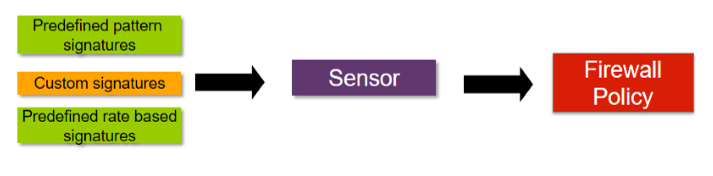 Predefined pattern
signatures
Custom signatures
Predefined rate based
signatures
Sensor
Firewall
Policy